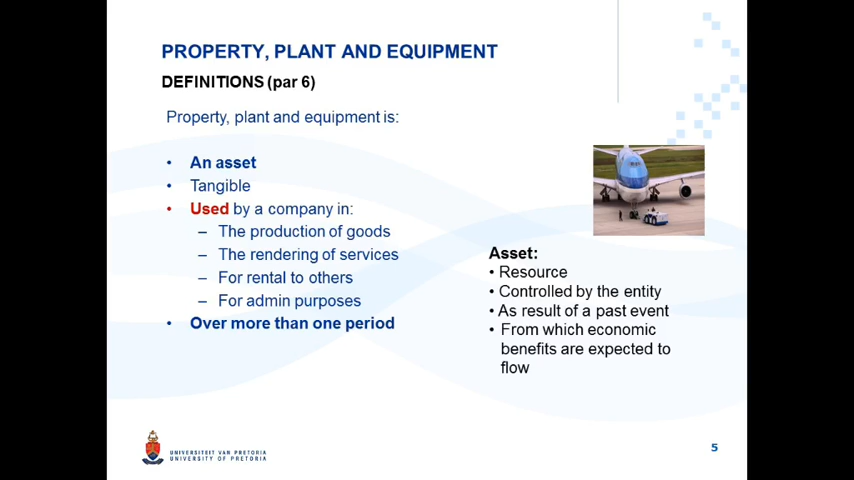 PROPERTY, PLANT AND EQUIPMENT
DEFINITIONS (par 6)
Property, plant and equipment is:
• An asset
• Tangible
• Used by a company in:
– The production of goods
– The rendering of services
– For rental to others
– For admin purposes
• Over more than one period
Asset:
• Resource
• Controlled by the entity
• As result of a past event
• From which economic
benefits are expected to
flow
UNIVERSITEIT VAN PRETORIA
UNIVERSITY OF PRETORIA
5